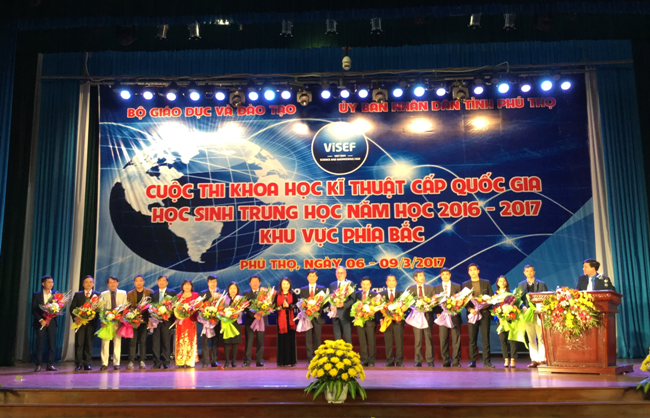 BỘ GIÁO DỤC VÀ ĐÀO TẠO
ỦY BAN NHÂN DÂN TỈNH PHÚ THỌ
ViSEF
CUỘC THI KHOA HỌC KĨ THUẬT CẤP QUỐC GIA
HỌC SINH TRUNG HỌC NĂM HỌC 2016 - 2017
KHU VỰC PHÍA BẮC
PHÚ THỌ, NGÀY 06 - 09/3/2017